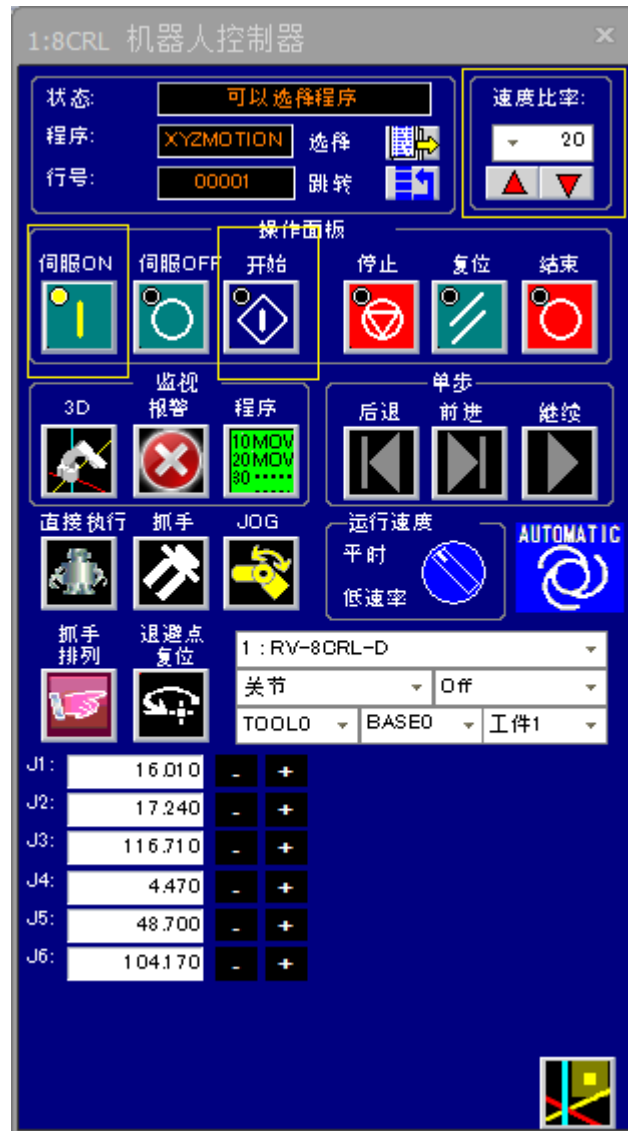 1:8CRL 机器人控制器 ×
状态: 可以选择程序
速度比率:
程序: XYZMOTION 选择
20
行号: 00001 跳转
操作面板
伺服ON 伺服OFF 开始 停止 复位 结束
监视 单步
3D 报警 程序 后退 前进 继续
10MOV
20MOV
30 ·····
直接执行 抓手 JOG 运行速度 AUTOMATIC
平时
低速率
抓手排列 退避点复位
1 : RV-8CRL-D
关节 Off
TOOL0 BASE0 工件1
J1: 16.010 - +
J2: 17.240 - +
J3: 116.710 - +
J4: 4.470 - +
J5: 48.700 - +
J6: 104.170 - +